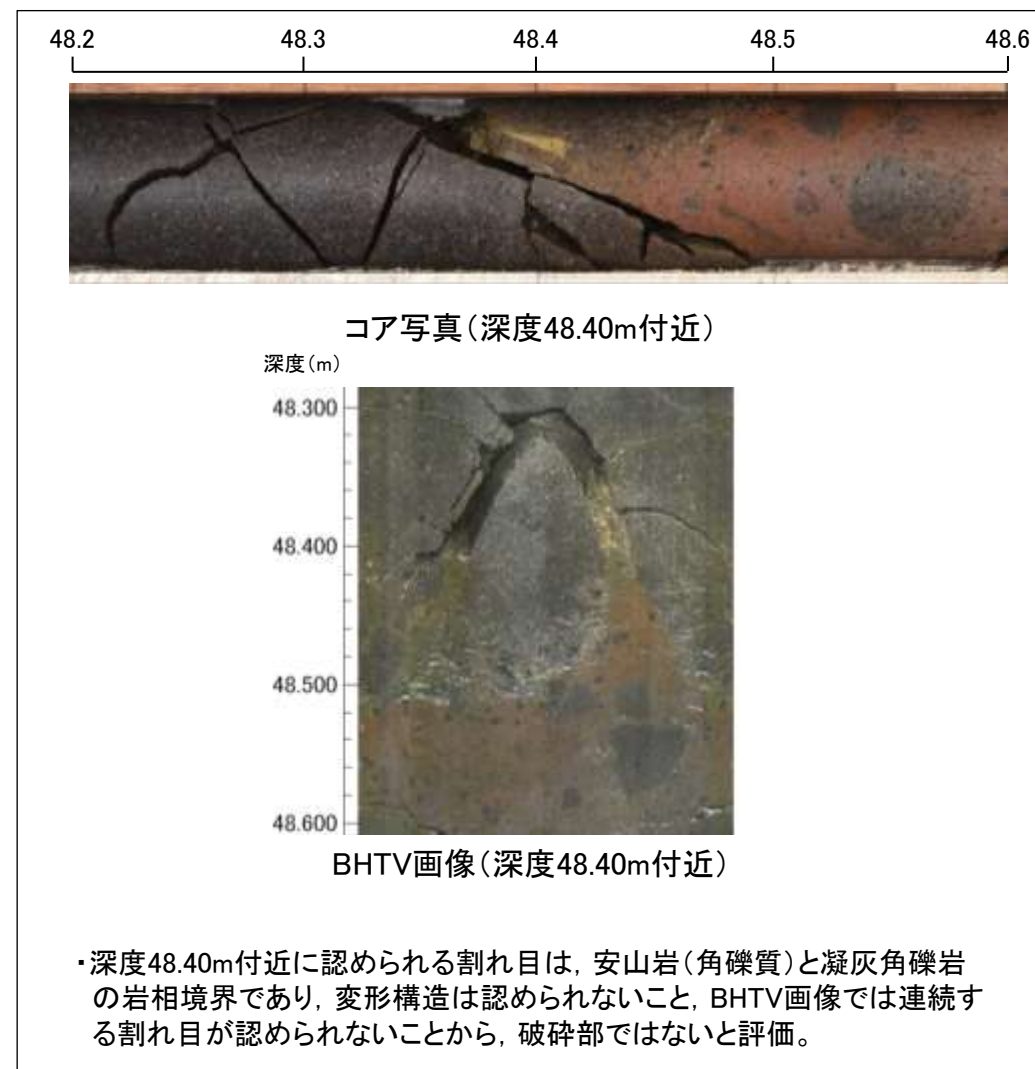 48.2 48.3 48.4 48.5 48.6
コア写真（深度48.40m付近）
深度（m）
48.300
48.400
48.500
48.600
BHTV画像（深度48.40m付近）
・深度48.40m付近に認められる割れ目は，安山岩（角礫質）と凝灰角礫岩
の岩相境界であり，変形構造は認められないこと，BHTV画像では連続す
る割れ目が認められないことから，破砕部ではないと評価。